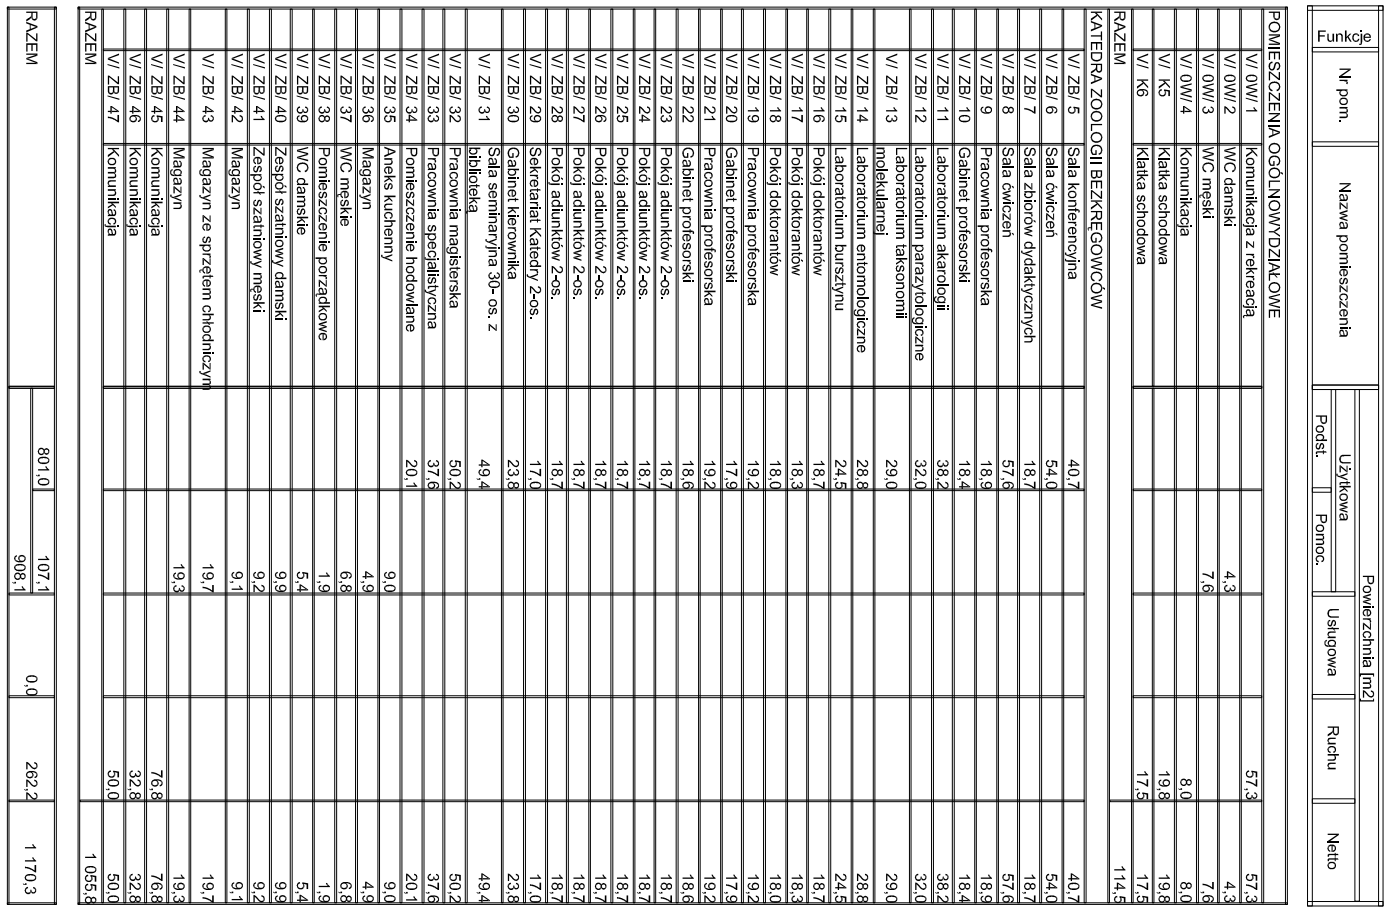 Funkcje Nr pom. Nazwa pomieszczenia Powierzchnia [m2]
Użytkowa Usługowa Ruchu Netto
Podst. Pomoc.
POMIESZCZENIA OGÓLNOWYDZIAŁOWE
V/ 0W/ 1 Komunikacja z rekreacją 57,3 57,3
V/ 0W/ 2 WC damski 4,3 4,3
V/ 0W/ 3 WC męski 7,6 7,6
V/ 0W/ 4 Komunikacja 8,0 8,0
V/ K5 Klatka schodowa 19,8 19,8
V/ K6 Klatka schodowa 17,5 17,5
RAZEM 114,5
KATEDRA ZOOLOGII BEZKRĘGOWCÓW
V/ ZB/ 5 Sala konferencyjna 40,7 40,7
V/ ZB/ 6 Sala ćwiczeń 54,0 54,0
V/ ZB/ 7 Sala zbiorów dydaktycznych 18,7 18,7
V/ ZB/ 8 Sala ćwiczeń 57,6 57,6
V/ ZB/ 9 Pracownia profesorska 18,9 18,9
V/ ZB/ 10 Gabinet profesorski 18,4 18,4
V/ ZB/ 11 Laboratorium akarologii 38,2 38,2
V/ ZB/ 12 Laboratorium parazytologiczne 32,0 32,0
V/ ZB/ 13 Laboratorium taksonomii 29,0 29,0
molekularnej
V/ ZB/ 14 Laboratorium entomologiczne 28,8 28,8
V/ ZB/ 15 Laboratorium bursztynu 24,5 24,5
V/ ZB/ 16 Pokój doktorantów 18,7 18,7
V/ ZB/ 17 Pokój doktorantów 18,3 18,3
V/ ZB/ 18 Pokój doktorantów 18,0 18,0
V/ ZB/ 19 Pracownia profesorska 19,2 19,2
V/ ZB/ 20 Gabinet profesorski 17,9 17,9
V/ ZB/ 21 Pracownia profesorska 19,2 19,2
V/ ZB/ 22 Gabinet profesorski 18,6 18,6
V/ ZB/ 23 Pokój adiunktów 2-os. 18,7 18,7
V/ ZB/ 24 Pokój adiunktów 2-os. 18,7 18,7
V/ ZB/ 25 Pokój adiunktów 2-os. 18,7 18,7
V/ ZB/ 26 Pokój adiunktów 2-os. 18,7 18,7
V/ ZB/ 27 Pokój adiunktów 2-os. 18,7 18,7
V/ ZB/ 28 Pokój adiunktów 2-os. 18,7 18,7
V/ ZB/ 29 Sekretariat Katedry 2-os. 17,0 17,0
V/ ZB/ 30 Gabinet kierownika 23,8 23,8
V/ ZB/ 31 Sala seminaryjna 30- os. z 49,4 49,4
biblioteką
V/ ZB/ 32 Pracownia magisterska 50,2 50,2
V/ ZB/ 33 Pracownia specjalistyczna 37,6 37,6
V/ ZB/ 34 Pomieszczenie hodowlane 20,1 20,1
V/ ZB/ 35 Aneks kuchenny 9,0 9,0
V/ ZB/ 36 Magazyn 4,9 4,9
V/ ZB/ 37 WC męskie 6,8 6,8
V/ ZB/ 38 Pomieszczenie porządkowe 1,9 1,9
V/ ZB/ 39 WC damskie 5,4 5,4
V/ ZB/ 40 Zespół szatniowy damski 9,9 9,9
V/ ZB/ 41 Zespół szatniowy męski 9,2 9,2
V/ ZB/ 42 Magazyn 9,1 9,1
V/ ZB/ 43 Magazyn ze sprzętem chłodniczym 19,7 19,7
V/ ZB/ 44 Magazyn 19,3 19,3
V/ ZB/ 45 Komunikacja 76,8 76,8
V/ ZB/ 46 Komunikacja 32,8 32,8
V/ ZB/ 47 Komunikacja 50,0 50,0
RAZEM 1 055,8
RAZEM 801,0 107,1 0,0 262,2 1 170,3
908,1